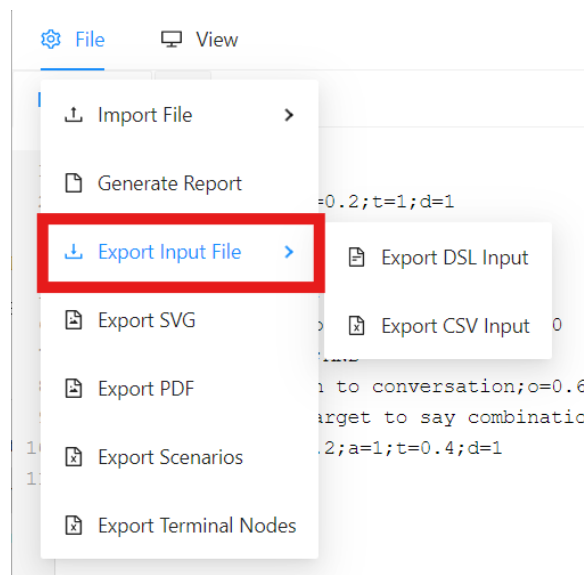 File View
Import File
Generate Report
=0.2;t=1;d=1
Export Input File
Export DSL Input
Export SVG
Export CSV Input 0
Export PDF
n to conversation;o=0.6
arget to say combinatio
10 .2;a=1;t=0.4;d=1
Export Scenarios
Export Terminal Nodes